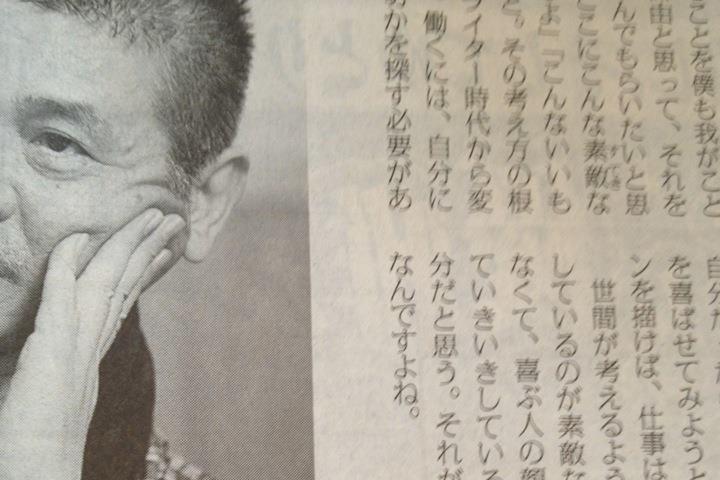 ことを僕も我がこと
由と思って、それを
んでもらいたいと思
ここにこんな素敵な
よ」「こんないいも
と。その考え方の根
ライター時代から変
働くには、自分に
かを探す必要があ
自分
を喜ばせてみようと
ンを描けば、仕事は
世間が考えるよう
しているのが素敵な
なくて、喜ぶ人の顔
ていきいきしている
分だと思う。それが
なんですよね。